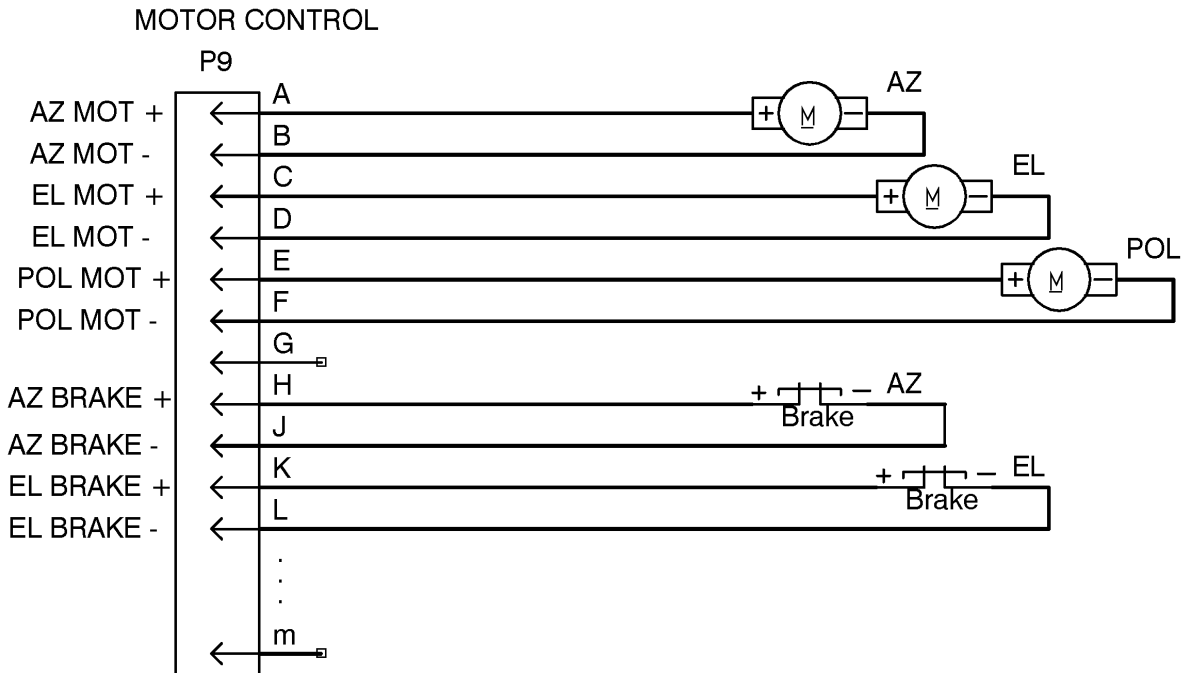 MOTOR CONTROL
P9
AZ MOT +
AZ MOT -
EL MOT +
EL MOT -
POL MOT +
POL MOT -
AZ BRAKE +
AZ BRAKE -
EL BRAKE +
EL BRAKE -
A
B
C
D
E
F
G
H
J
K
L
.
.
.
m
+ M − AZ
+ M − EL
+ M − POL
+ − AZ
Brake
+ − EL
Brake